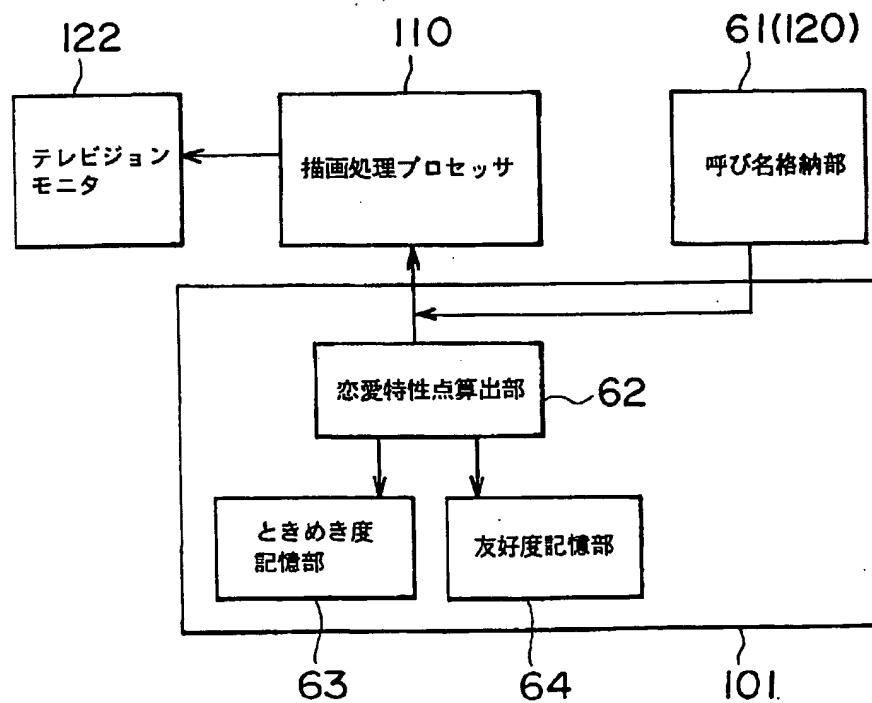 122
110
61(120)
テレビジョン
モニタ
描画処理プロセッサ
呼び名格納部
恋愛特性点算出部
62
ときめき度
記憶部
友好度記憶部
63
64
101